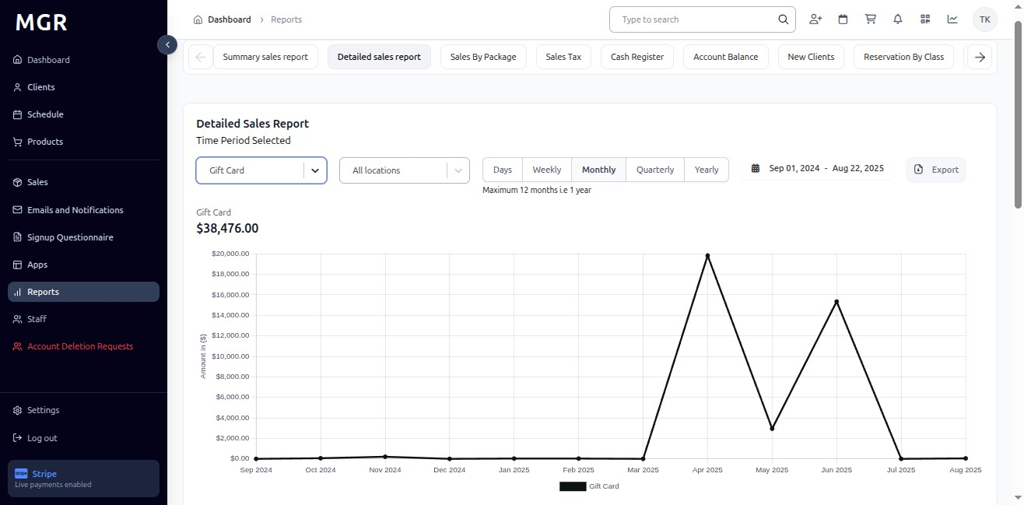 MGR
Dashboard
Clients
Schedule
Products
Sales
Emails and Notifications
Signup Questionnaire
Apps
Reports
Staff
Account Deletion Requests
Settings
Log out
Stripe
Live payments enabled
Dashboard > Reports
Type to search
TK
Summary sales report
Detailed sales report
Sales By Package
Sales Tax
Cash Register
Account Balance
New Clients
Reservation By Class
Detailed Sales Report
Time Period Selected
Gift Card
All locations
Days
Weekly
Monthly
Quarterly
Yearly
Maximum 12 months i.e 1 year
Sep 01, 2024 - Aug 22, 2025
Export
Gift Card
$38,476.00
Amount in ($)
$20,000.00
$18,000.00
$16,000.00
$14,000.00
$12,000.00
$10,000.00
$8,000.00
$6,000.00
$4,000.00
$2,000.00
$0.00
Sep 2024
Oct 2024
Nov 2024
Dec 2024
Jan 2025
Feb 2025
Mar 2025
Apr 2025
May 2025
Jun 2025
Jul 2025
Aug 2025
Gift Card